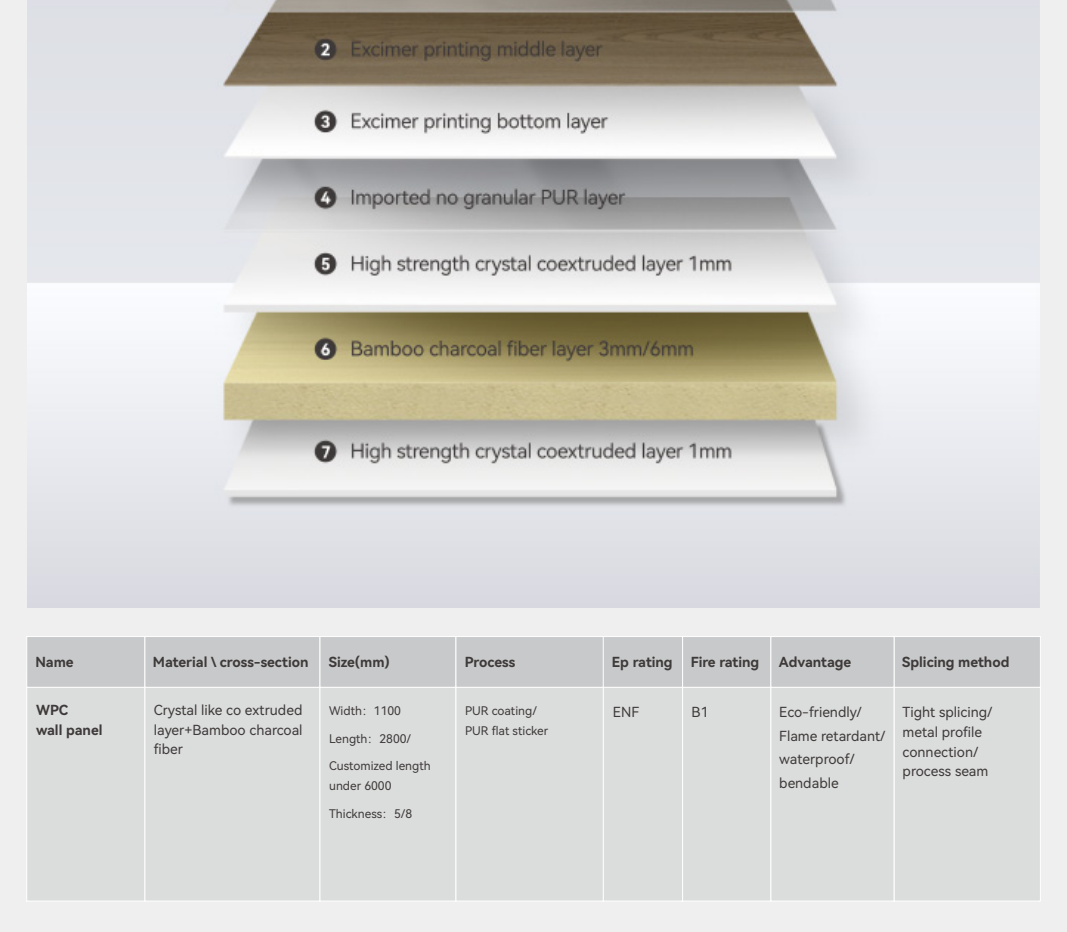 2 Excimer printing middle layer
3 Excimer printing bottom layer
4 Imported no granular PUR layer
5 High strength crystal coextruded layer 1mm
6 Bamboo charcoal fiber layer 3mm/6mm
7 High strength crystal coextruded layer 1mm
Name
Material \ cross-section
Size(mm)
Process
Ep rating
Fire rating
Advantage
Splicing method
WPC
wall panel
Crystal like co extruded
layer+Bamboo charcoal
fiber
Width: 1100
Length: 2800/
Customized length
under 6000
Thickness: 5/8
PUR coating/
PUR flat sticker
ENF
B1
Eco-friendly/
Flame retardant/
waterproof/
bendable
Tight splicing/
metal profile
connection/
process seam